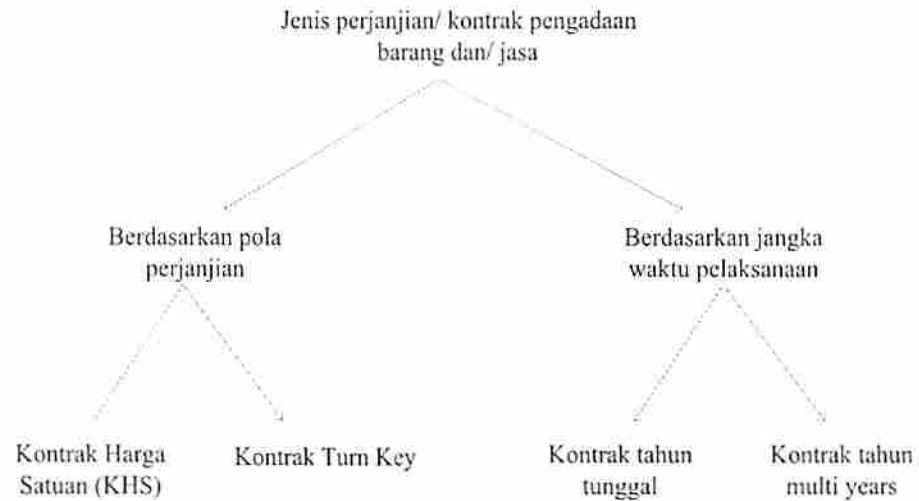 Jenis perjanjian/ kontrak pengadaan
barang dan/ jasa
Berdasarkan pola
perjanjian
Berdasarkan jangka
waktu pelaksanaan
Kontrak Harga
Satuan (KHS)
Kontrak Turn Key
Kontrak tahun
tunggal
Kontrak tahun
multi years